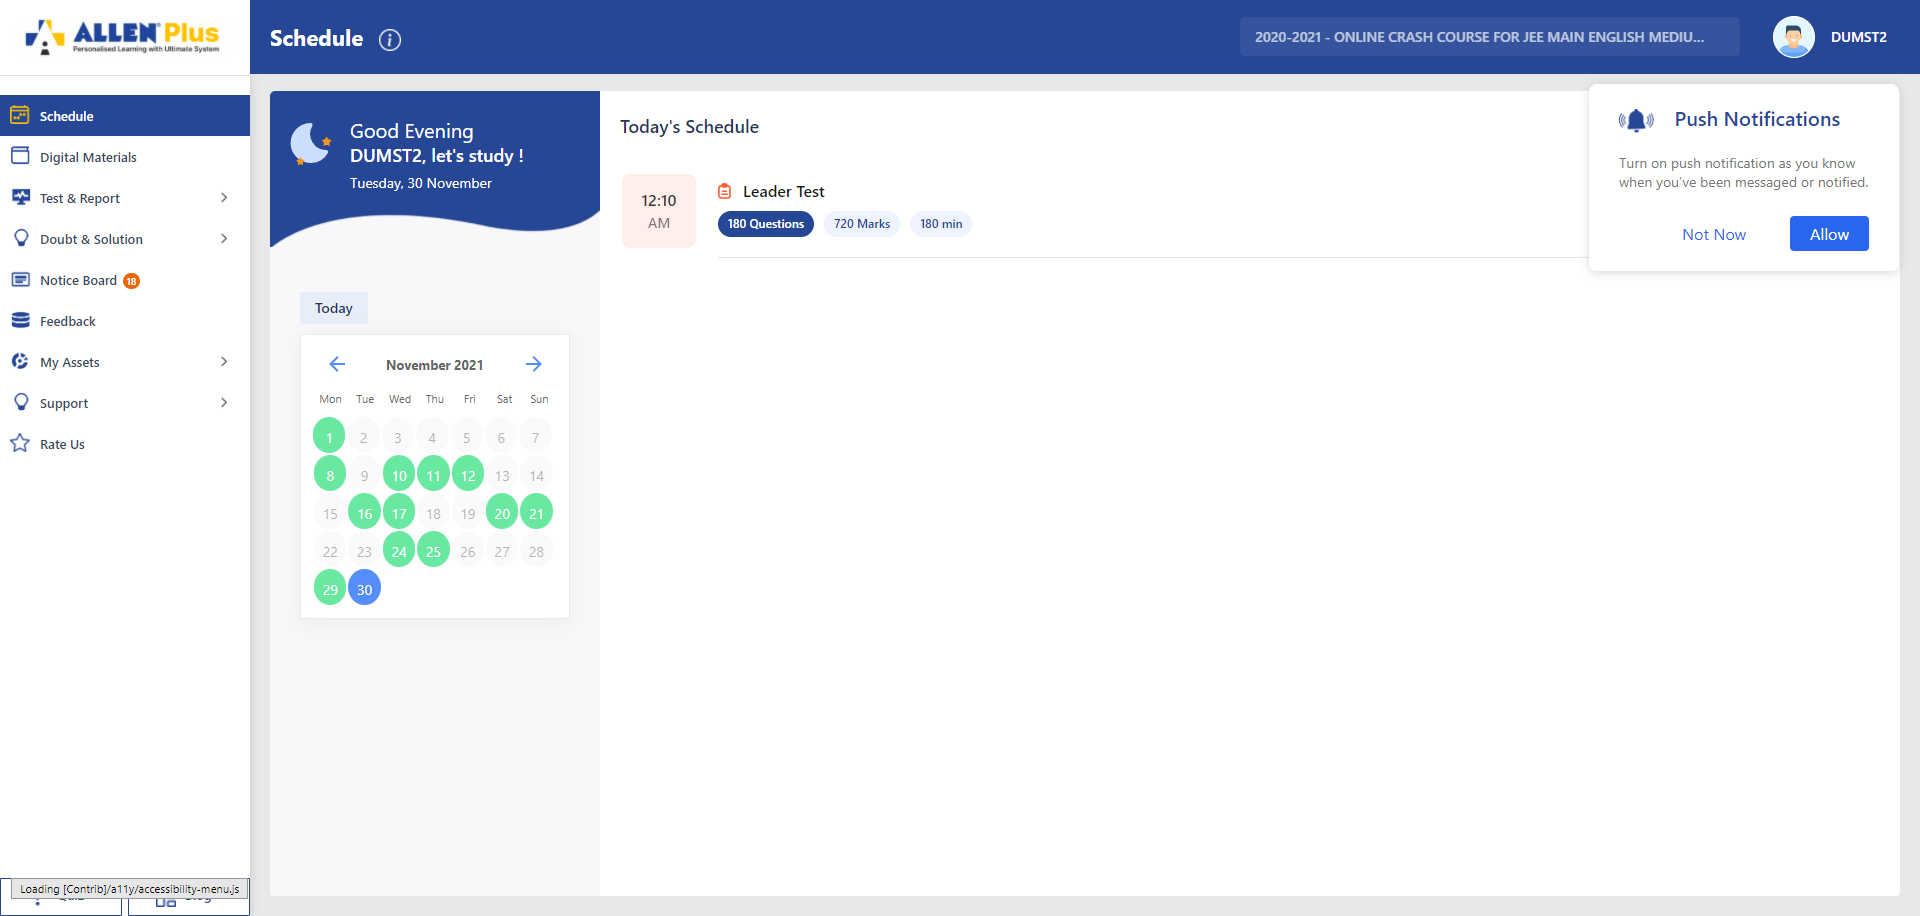 ALLEN Plus
Personalised Learning with Ultimate System
Schedule
2020-2021 - ONLINE CRASH COURSE FOR JEE MAIN ENGLISH MEDIU...
DUMST2
Schedule
Digital Materials
Test & Report
Doubt & Solution
Notice Board 18
Feedback
My Assets
Support
Rate Us
Loading [Contrib]/a11y/accessibility-menu.js
Good Evening
DUMST2, let's study !
Tuesday, 30 November
Today
November 2021
Mon Tue Wed Thu Fri Sat Sun
1 2 3 4 5 6 7
8 9 10 11 12 13 14
15 16 17 18 19 20 21
22 23 24 25 26 27 28
29 30
Today's Schedule
12:10
AM
Leader Test
180 Questions 720 Marks 180 min
Push Notifications
Turn on push notification as you know
when you've been messaged or notified.
Not Now Allow